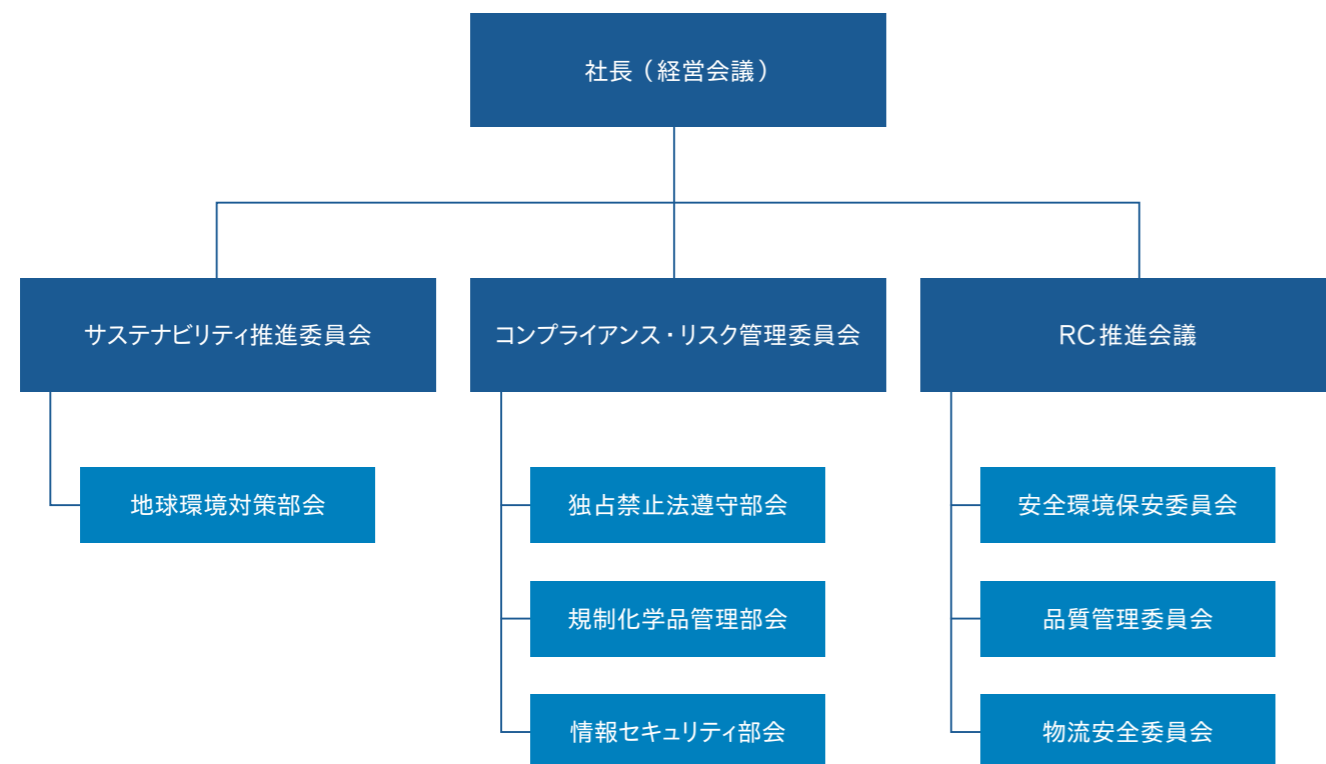 社長（経営会議）
サステナビリティ推進委員会
コンプライアンス・リスク管理委員会
RC推進会議
地球環境対策部会
独占禁止法遵守部会
規制化学品管理部会
情報セキュリティ部会
安全環境保安委員会
品質管理委員会
物流安全委員会